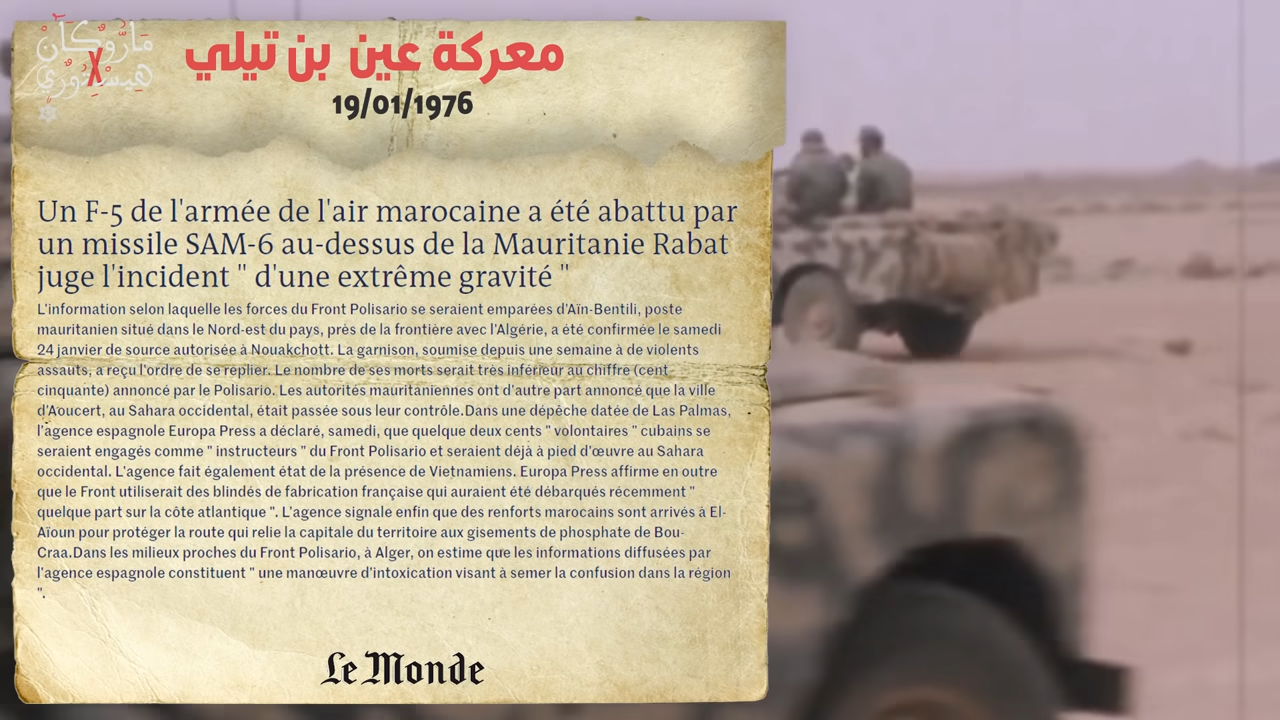 ماروكان
هيستوري
X
معركة عين بن تيلي
19/01/1976
Un F-5 de l'armée de l'air marocaine a été abattu par
un missile SAM-6 au-dessus de la Mauritanie Rabat
juge l'incident " d'une extrême gravité "
L'information selon laquelle les forces du Front Polisario se seraient emparées d'Aïn-Bentili, poste
mauritanien situé dans le Nord-est du pays, près de la frontière avec l'Algérie, a été confirmée le samedi
24 janvier de source autorisée à Nouakchott. La garnison, soumise depuis une semaine à de violents
assauts, a reçu l'ordre de se replier. Le nombre de ses morts serait très inférieur au chiffre (cent
cinquante) annoncé par le Polisario. Les autorités mauritaniennes ont d'autre part annoncé que la ville
d'Aoucert, au Sahara occidental, était passée sous leur contrôle.Dans une dépêche datée de Las Palmas,
l'agence espagnole Europa Press a déclaré, samedi, que quelque deux cents " volontaires " cubains se
seraient engagés comme " instructeurs " du Front Polisario et seraient déjà à pied d'œuvre au Sahara
occidental. L'agence fait également état de la présence de Vietnamiens. Europa Press affirme en outre
que le Front utiliserait des blindés de fabrication française qui auraient été débarqués récemment "
quelque part sur la côte atlantique ". L'agence signale enfin que des renforts marocains sont arrivés à El-
Aïoun pour protéger la route qui relie la capitale du territoire aux gisements de phosphate de Bou-
Craa.Dans les milieux proches du Front Polisario, à Alger, on estime que les informations diffusées par
l'agence espagnole constituent " une manœuvre d'intoxication visant à semer la confusion dans la région
".
Le Monde